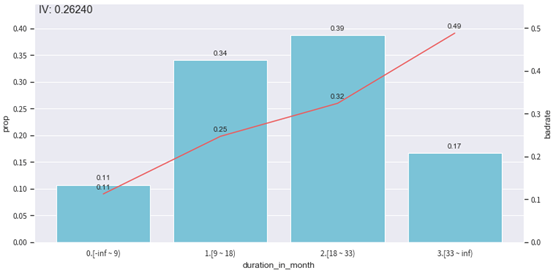 IV: 0.26240
0.40
0.35
0.30
0.25
0.20
0.15
0.10
0.05
0.00
prop
0.11
0.11
0.34
0.25
0.39
0.32
0.49
0.17
0.5
0.4
0.3
0.2
0.1
0.0
badrate
0.[-inf ~ 9)
1.[9 ~ 18)
2.[18 ~ 33)
3.[33 ~ inf)
duration_in_month